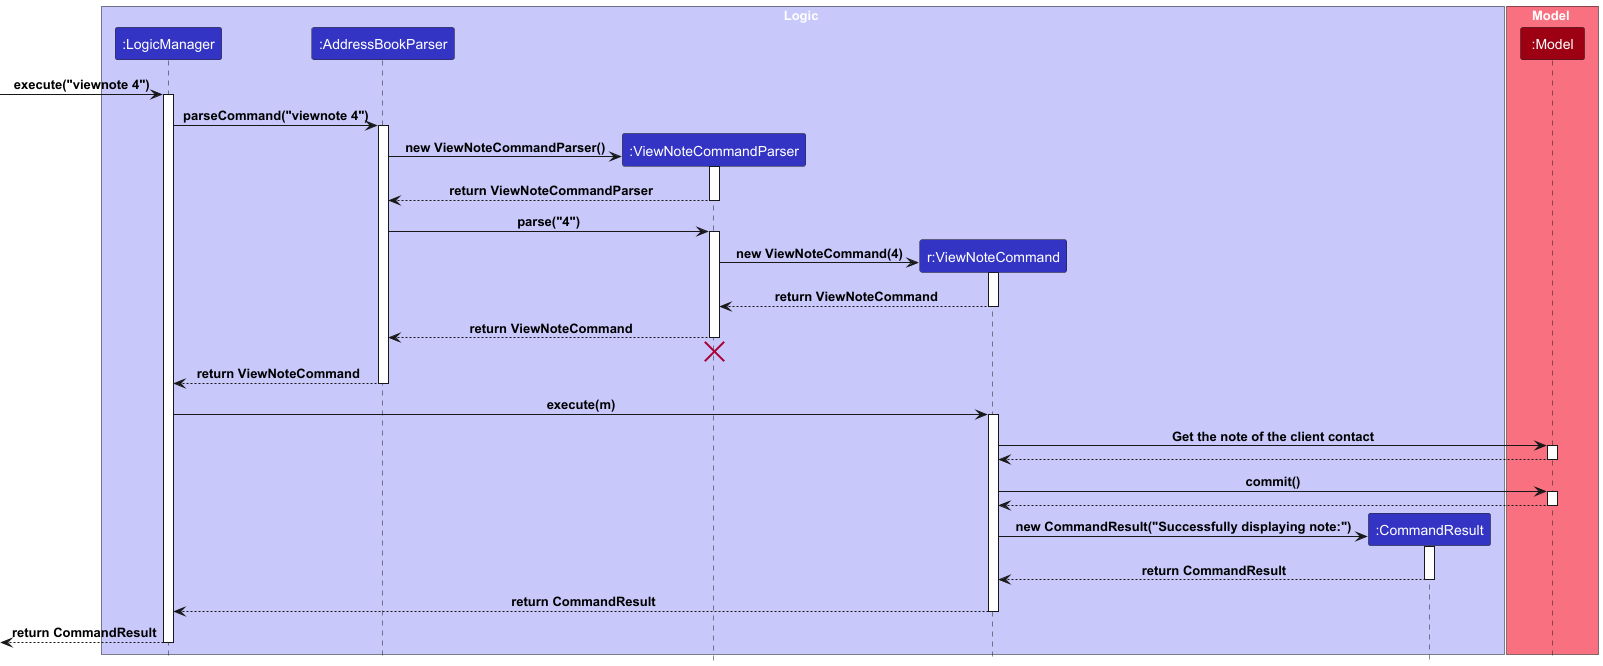 Logic
Model
:LogicManager
:AddressBookParser
:Model
execute("viewnote 4")
parseCommand("viewnote 4")
new ViewNoteCommandParser()
:ViewNoteCommandParser
return ViewNoteCommandParser
parse("4")
new ViewNoteCommand(4)
r:ViewNoteCommand
return ViewNoteCommand
return ViewNoteCommand
return ViewNoteCommand
execute(m)
Get the note of the client contact
commit()
new CommandResult("Successfully displaying note:")
:CommandResult
return CommandResult
return CommandResult
return CommandResult